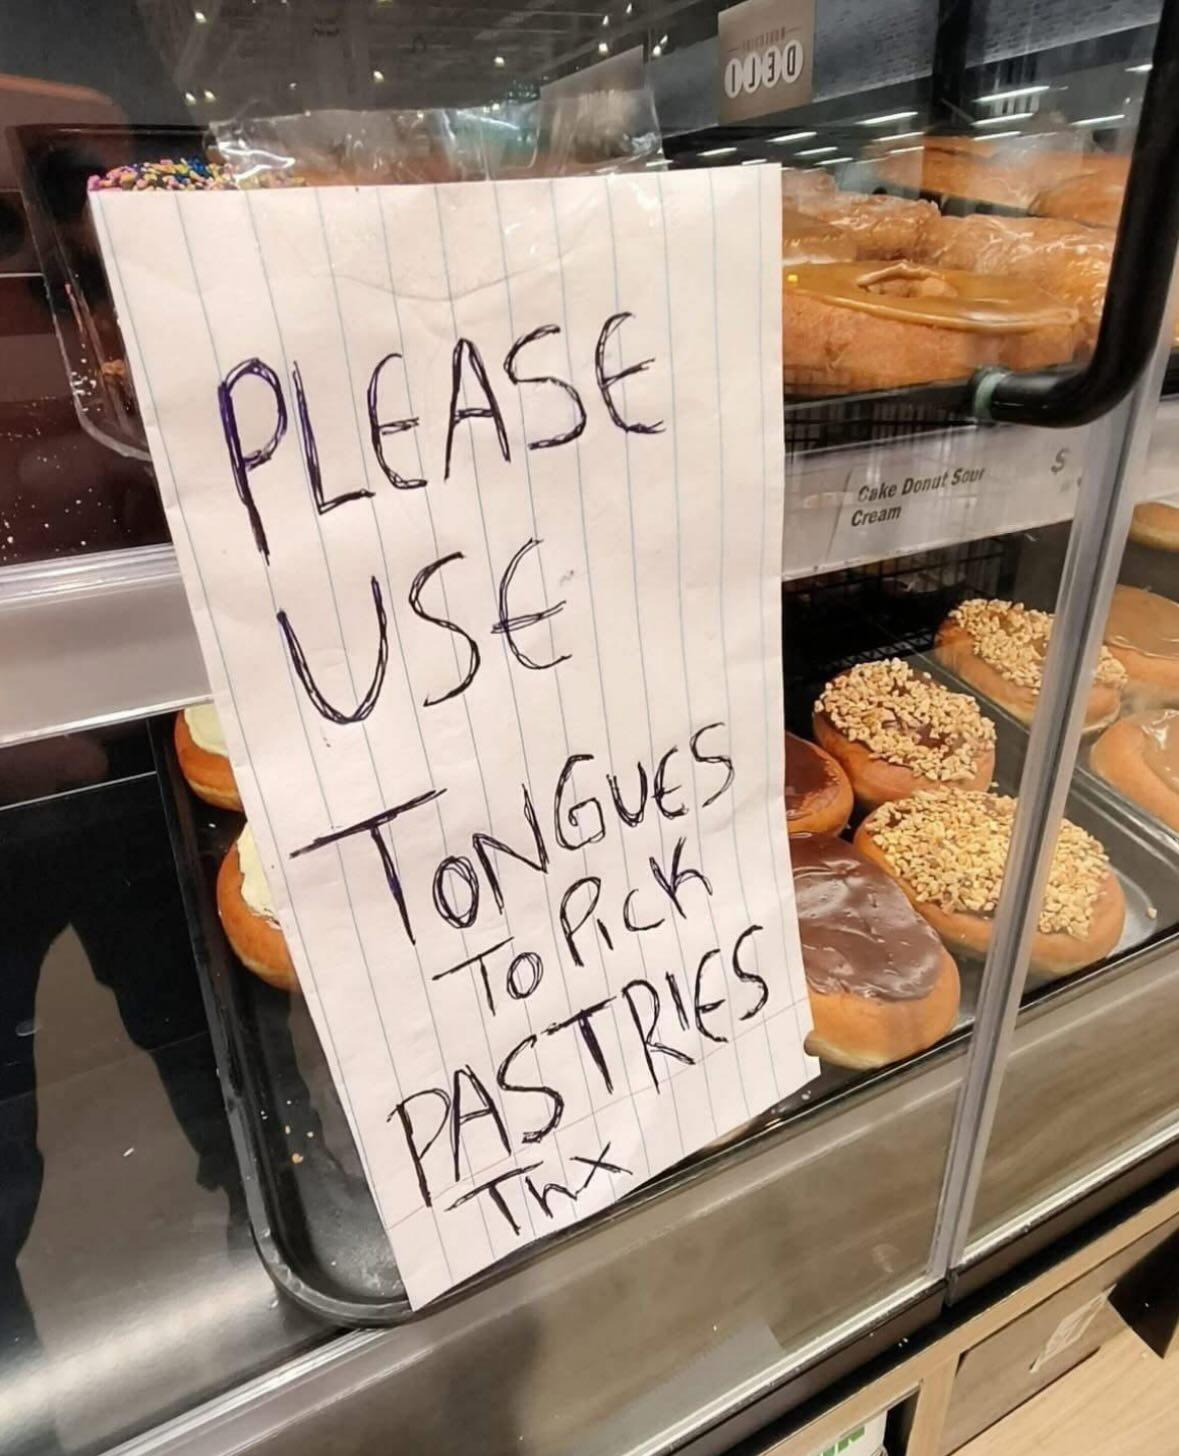 PLEASE
USE
TONGUES
TO PICK
PASTRIES
Thx
Cake Donut Sour
Cream
$